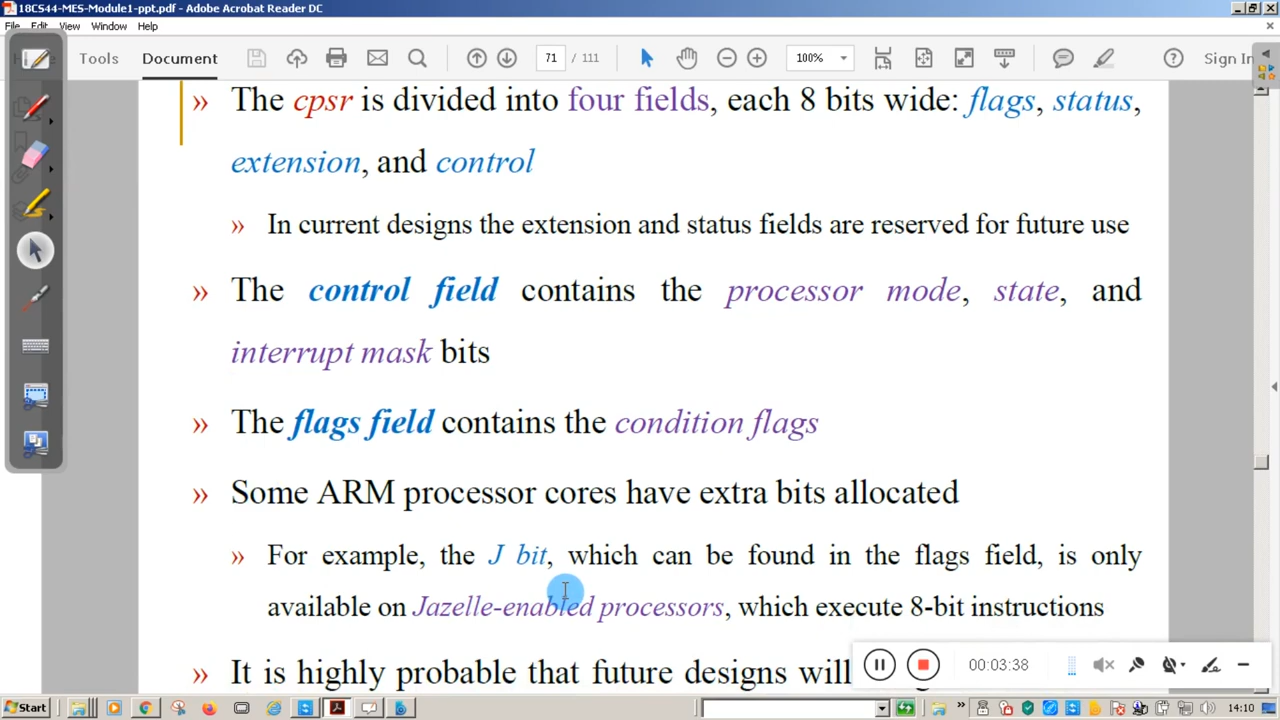 18CS44-MES-Module1-ppt.pdf - Adobe Acrobat Reader DC
File Edit View Window Help
Tools Document 71 / 111 100% Sign In
» The cpsr is divided into four fields, each 8 bits wide: flags, status,
extension, and control
» In current designs the extension and status fields are reserved for future use
» The control field contains the processor mode, state, and
interrupt mask bits
» The flags field contains the condition flags
» Some ARM processor cores have extra bits allocated
» For example, the J bit, which can be found in the flags field, is only
available on Jazelle-enabled processors, which execute 8-bit instructions
» It is highly probable that future designs will
00:03:38
Start 14:10